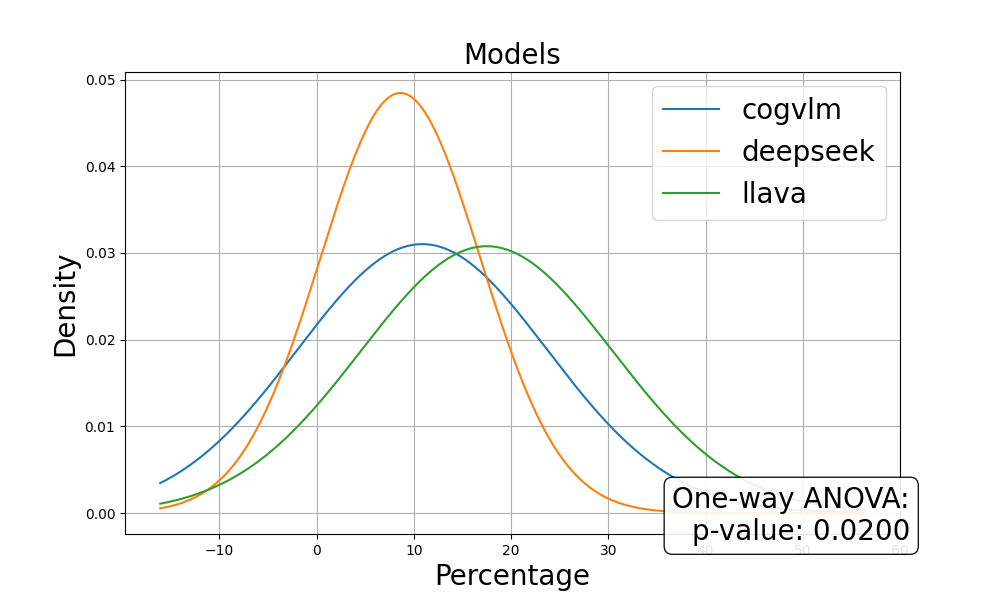 Models
0.05
0.04
0.03
0.02
0.01
0.00
Density
cogvlm
deepseek
llava
One-way ANOVA:
p-value: 0.0200
−10
0
10
20
30
40
50
60
Percentage